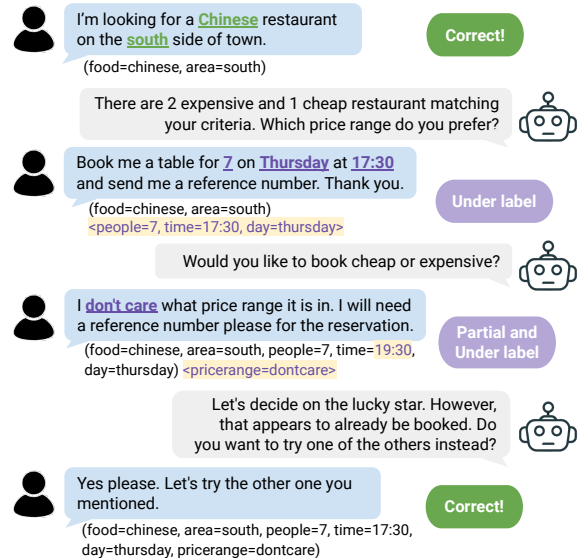 I'm looking for a Chinese restaurant
on the south side of town.
Correct!
(food=chinese, area=south)
There are 2 expensive and 1 cheap restaurant matching
your criteria. Which price range do you prefer?
Book me a table for 7 on Thursday at 17:30
and send me a reference number. Thank you.
(food=chinese, area=south)
Under label
<people=7, time=17:30, day=thursday>
Would you like to book cheap or expensive?
I don't care what price range it is in. I will need
a reference number please for the reservation.
Partial and
Under label
(food=chinese, area=south, people=7, time=19:30,
day=thursday) <pricerange=dontcare>
Let's decide on the lucky star. However,
that appears to already be booked. Do
you want to try one of the others instead?
Yes please. Let's try the other one you
mentioned.
Correct!
(food=chinese, area=south, people=7, time=17:30,
day=thursday, pricerange=dontcare)